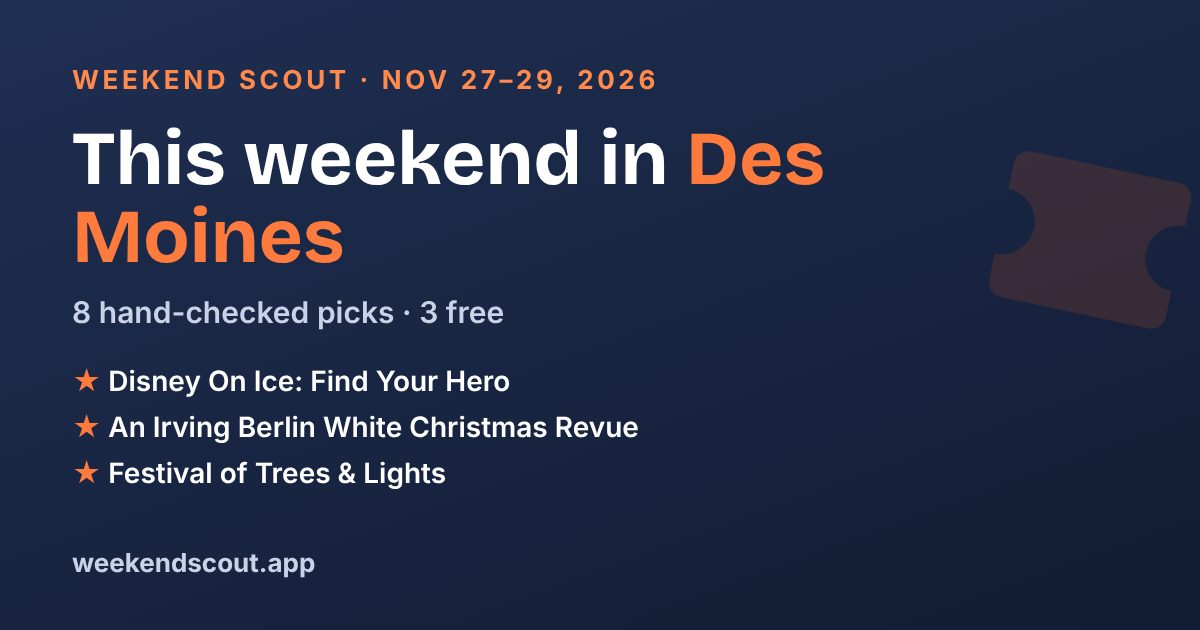 WEEKEND SCOUT · NOV 27–29, 2026
This weekend in Des
Moines
8 hand-checked picks · 3 free
★ Disney On Ice: Find Your Hero
★ An Irving Berlin White Christmas Revue
★ Festival of Trees & Lights
weekendscout.app